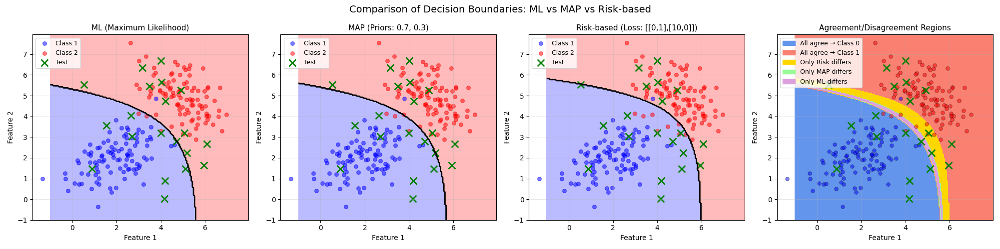 Comparison of Decision Boundaries: ML vs MAP vs Risk-based
ML (Maximum Likelihood)
Class 1
Class 2
Test
7
6
5
4
3
2
1
0
−1
0
2
4
6
Feature 1
Feature 2
MAP (Priors: 0.7, 0.3)
Class 1
Class 2
Test
7
6
5
4
3
2
1
0
−1
0
2
4
6
Feature 1
Feature 2
Risk-based (Loss: [[0,1],[10,0]])
Class 1
Class 2
Test
7
6
5
4
3
2
1
0
−1
0
2
4
6
Feature 1
Feature 2
Agreement/Disagreement Regions
All agree → Class 0
All agree → Class 1
Only Risk differs
Only MAP differs
Only ML differs
7
6
5
4
3
2
1
0
−1
0
2
4
6
Feature 1
Feature 2